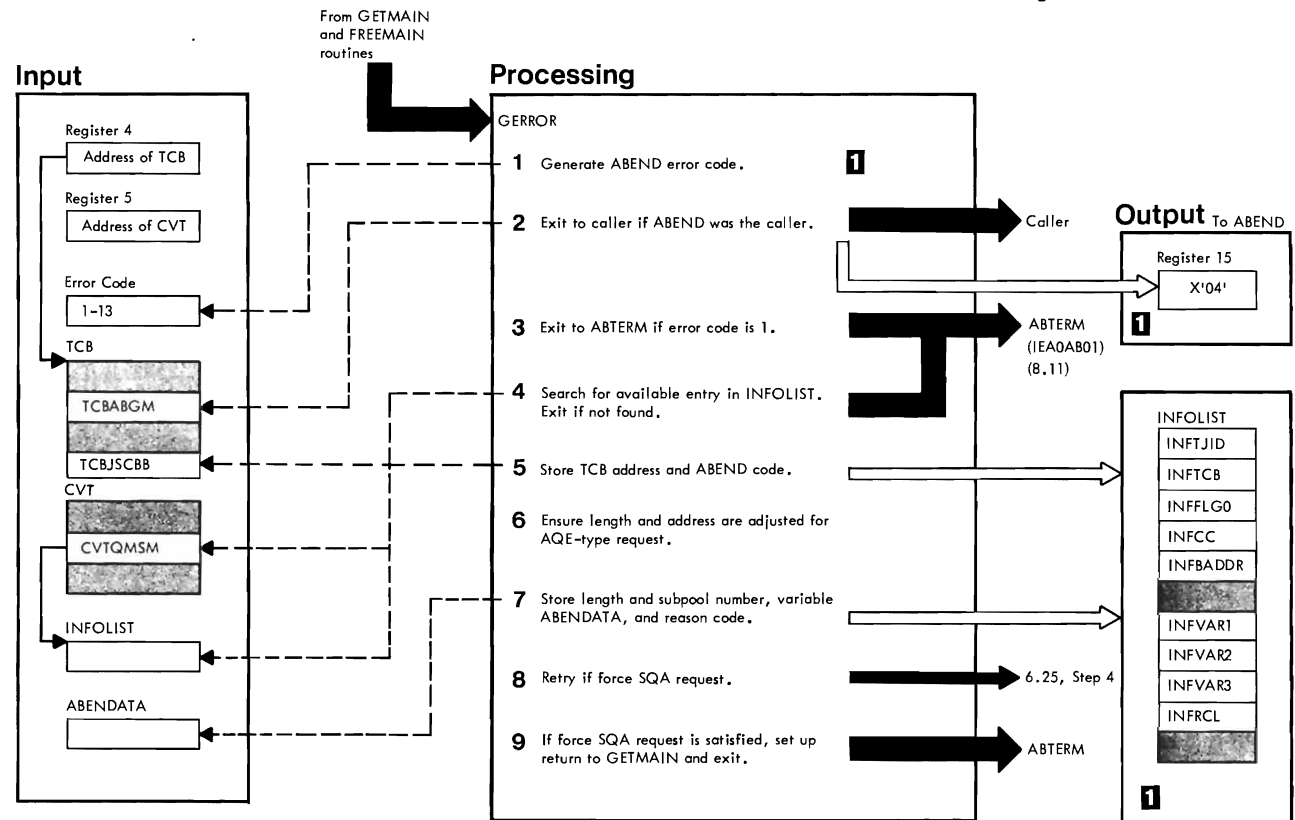 From GETMAIN
and FREEMAIN
routines
Input
Register 4
Address of TCB
Register 5
Address of CVT
Error Code
1-13
TCB
TCBABGM
TCBJSCBB
CVT
CVTQMSM
INFOLIST
ABENDATA
Processing
GERROR
1 Generate ABEND error code.
1
2 Exit to caller if ABEND was the caller.
Caller
3 Exit to ABTERM if error code is 1.
ABTERM
(IEA0AB01)
(8.11)
4 Search for available entry in INFOLIST.
Exit if not found.
5 Store TCB address and ABEND code.
6 Ensure length and address are adjusted for
AQE-type request.
7 Store length and subpool number, variable
ABENDATA, and reason code.
8 Retry if force SQA request.
6.25, Step 4
9 If force SQA request is satisfied, set up
return to GETMAIN and exit.
ABTERM
Output To ABEND
Register 15
X'04'
1
INFOLIST
INFTJID
INFTCB
INFFLG0
INFCC
INFBADDR
INFVAR1
INFVAR2
INFVAR3
INFRCL
1